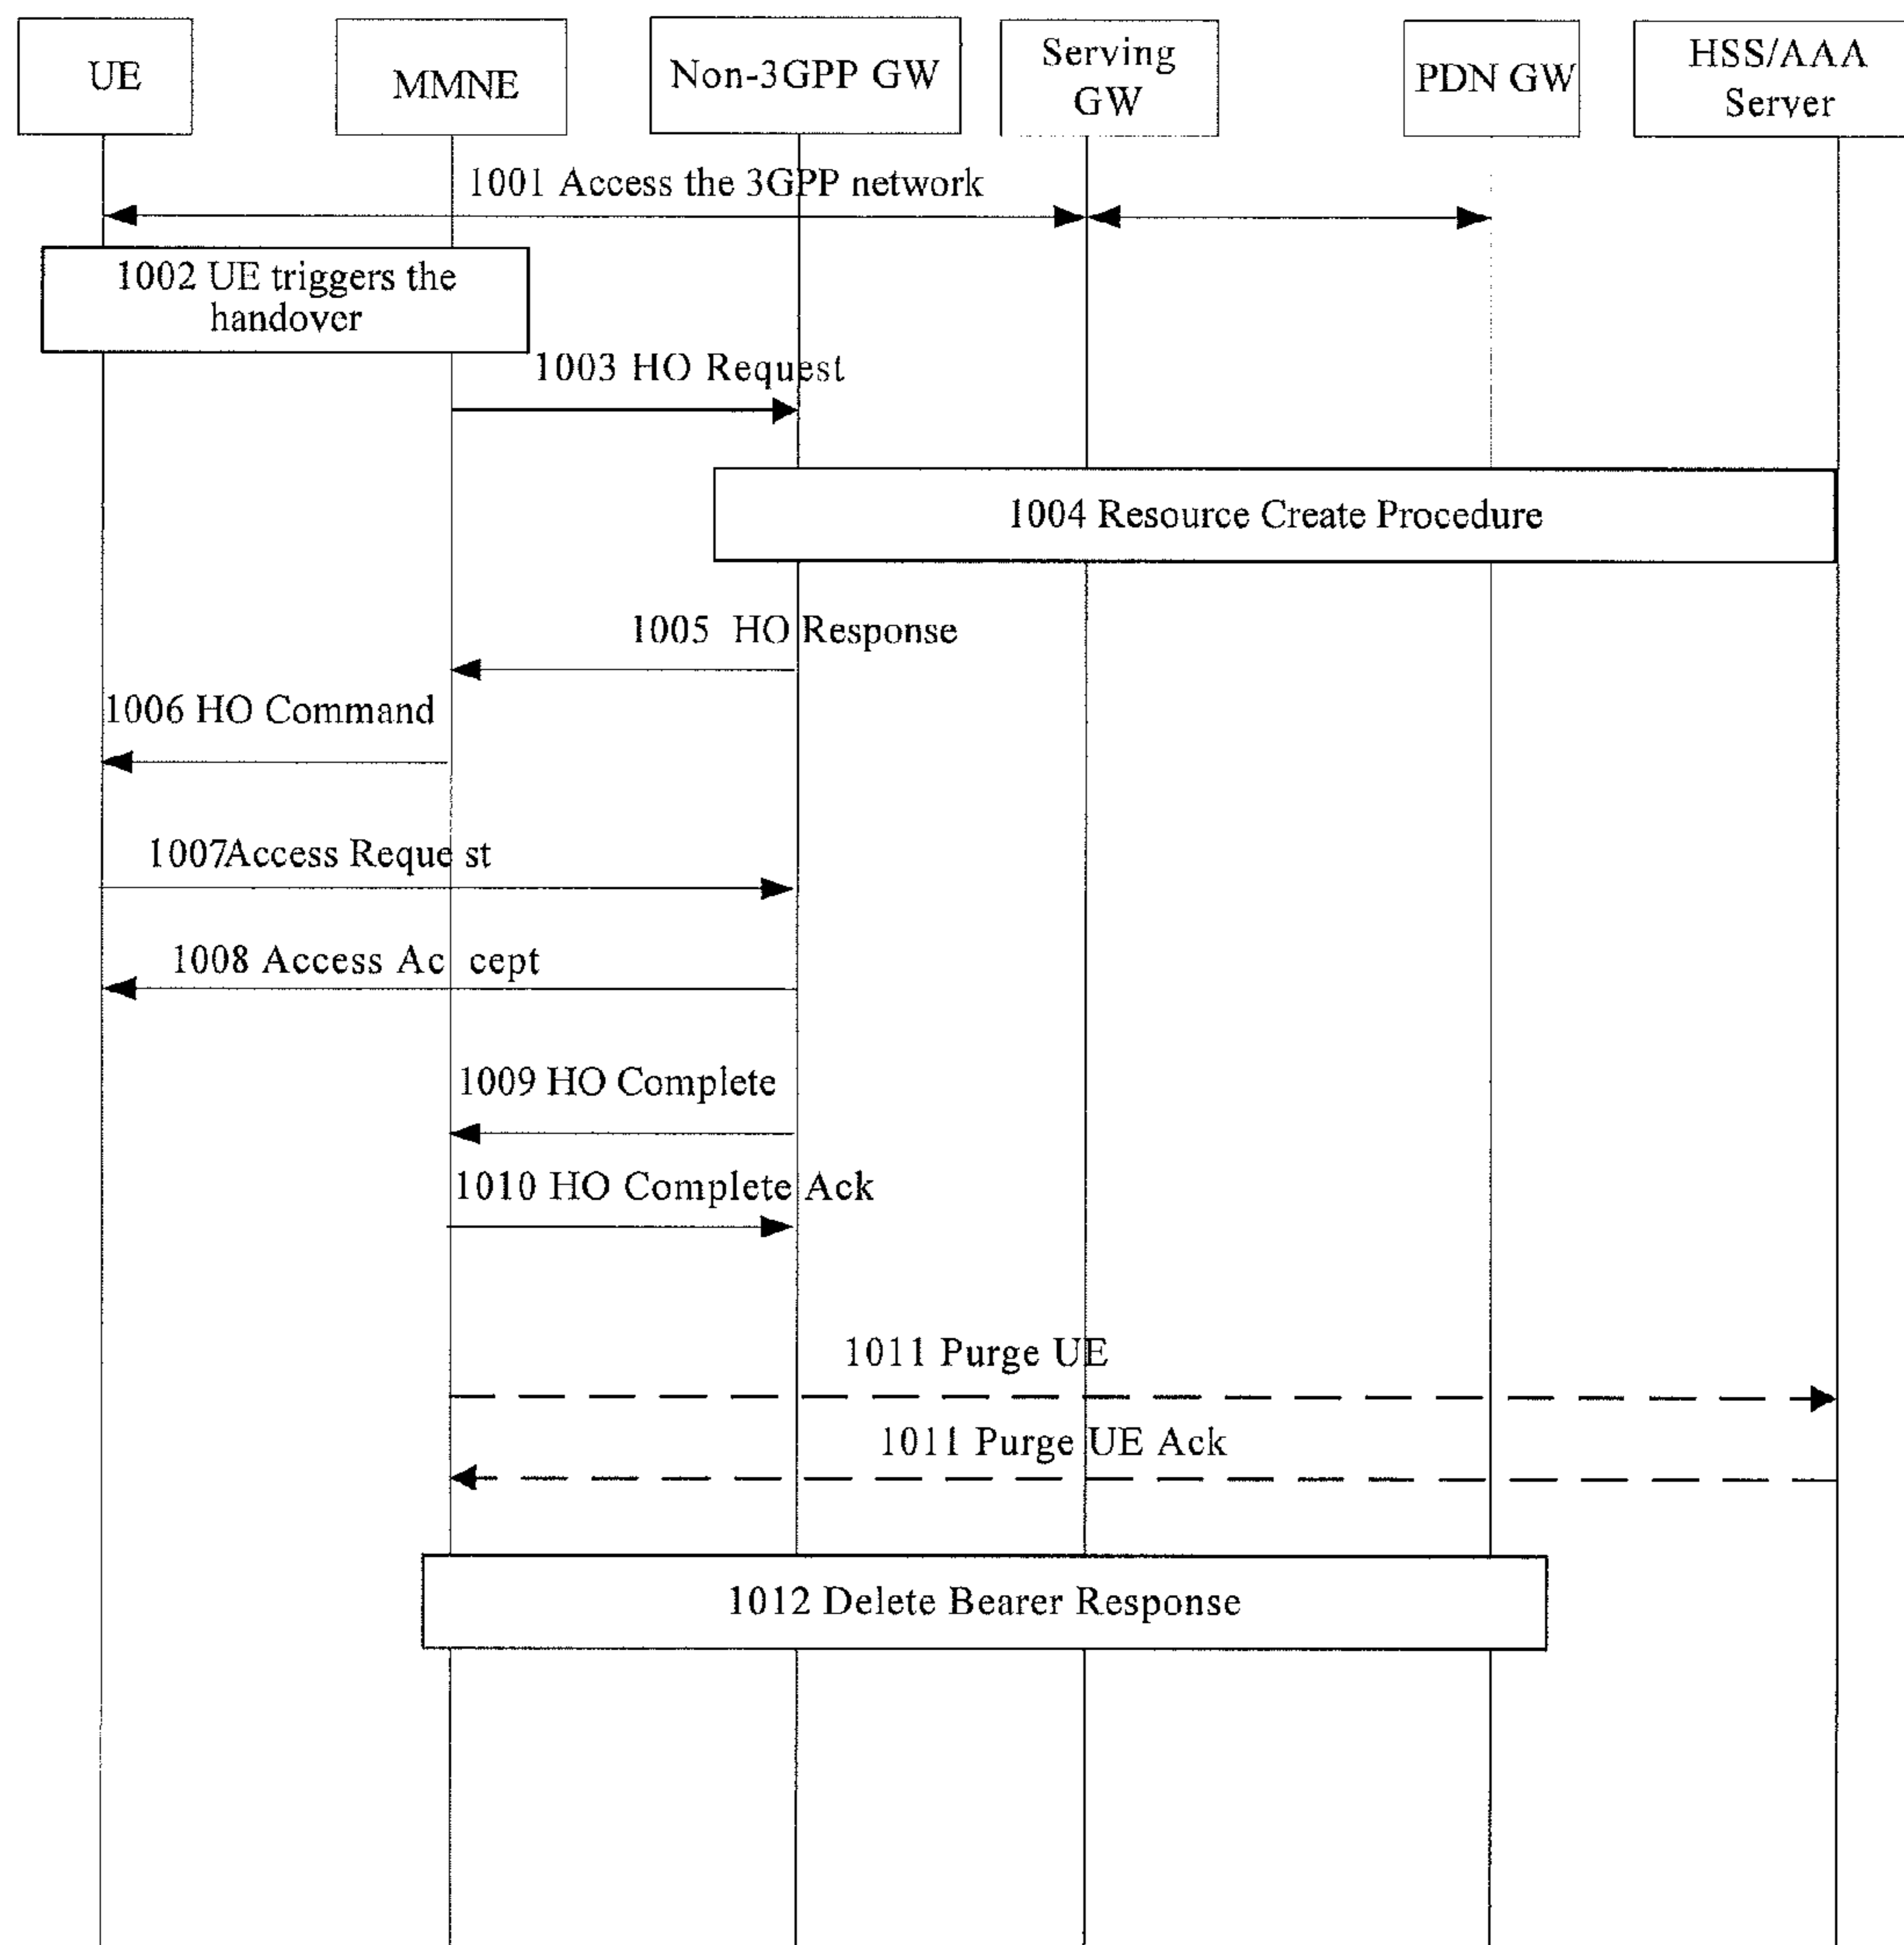 UE
MMNE
Non-3GPP GW
Serving
GW
PDN GW
HSS/AAA
Server
1001 Access the 3GPP network
1002 UE triggers the
handover
1003 HO Request
1004 Resource Create Procedure
1005 HO Response
1006 HO Command
1007Access Reque st
1008 Access Ac cept
1009 HO Complete
1010 HO Complete Ack
1011 Purge UE
1011 Purge UE Ack
1012 Delete Bearer Response